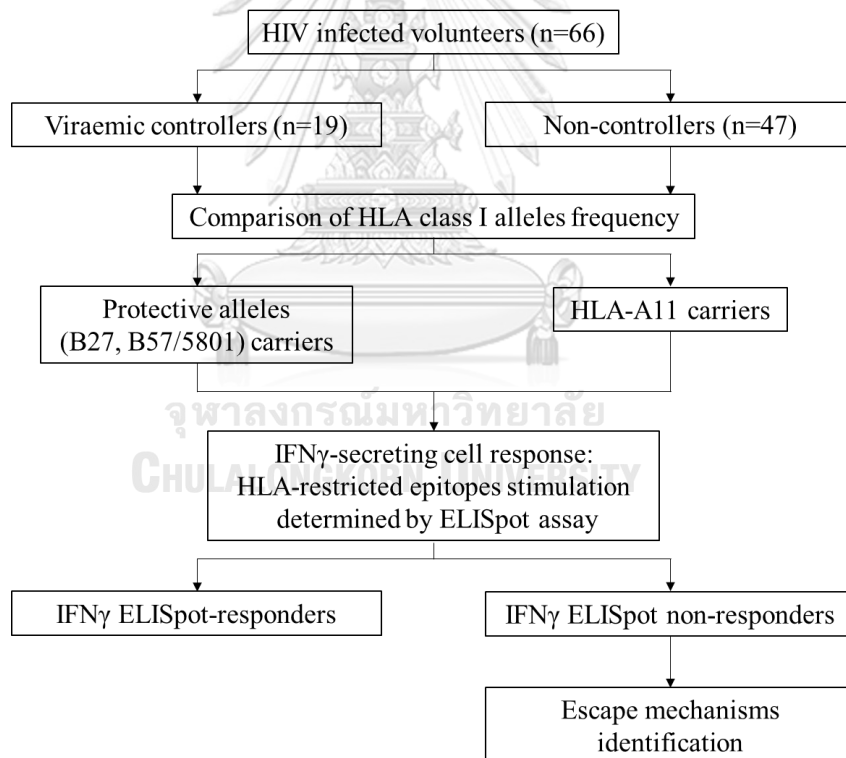 HIV infected volunteers (n=66)
Viraemic controllers (n=19)
Non-controllers (n=47)
Comparison of HLA class I alleles frequency
Protective alleles
(B27, B57/5801) carriers
HLA-A11 carriers
จุฬาลงกรณ์มหาวิทยาลัย
CHULALONGKORN UNIVERSITY
IFNγ-secreting cell response:
HLA-restricted epitopes stimulation
determined by ELISpot assay
IFNγ ELISpot-responders
IFNγ ELISpot non-responders
Escape mechanisms
identification